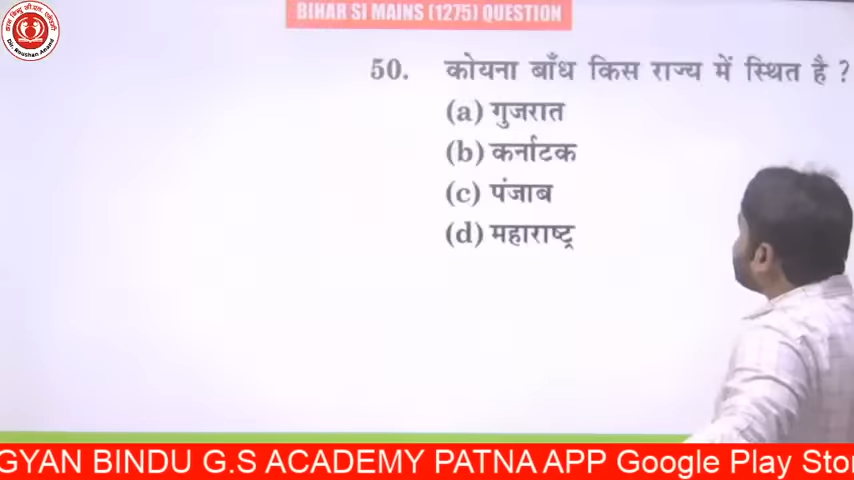 BIHAR SI MAINS (1275) QUESTION
50. कोयना बाँध किस राज्य में स्थित है ?
(a) गुजरात
(b) कर्नाटक
(c) पंजाब
(d) महाराष्ट्र
GYAN BINDU G.S ACADEMY PATNA APP Google Play Stor